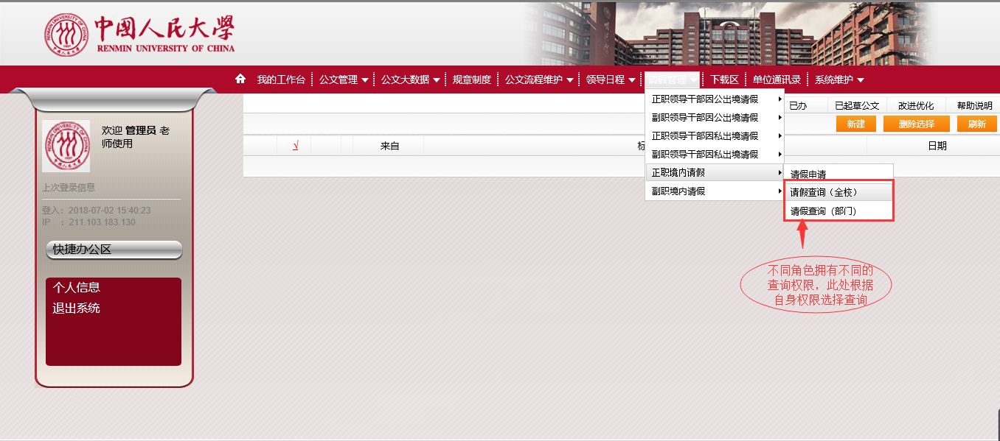 中国人民大學
RENMIN UNIVERSITY OF CHINA
我的工作台 公文管理 公文大数据 规章制度 公文流程维护 领导日程 请假管理 下载区 单位通讯录 系统维护
欢迎 管理员 老
师使用
上次登录信息
登入：2018-07-02 15:40:23
IP ：211.103.183.130
快捷办公区
个人信息
退出系统
正职领导干部因公出境请假
副职领导干部因公出境请假
正职领导干部因私出境请假
副职领导干部因私出境请假
正职境内请假
副职境内请假
请假申请
请假查询（全校）
请假查询（部门）
已办 已起草公文 改进优化 帮助说明
新建 删除选择 刷新
√ 来自 标 日期
不同角色拥有不同的
查询权限，此处根据
自身权限选择查询